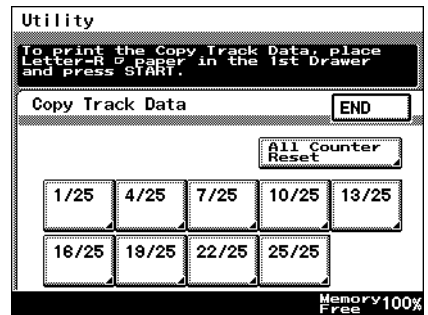 Utility
To print the Copy Track Data, place
Letter-R paper in the 1st Drawer
and press START.
Copy Track Data
END
All Counter
Reset
1/25 4/25 7/25 10/25 13/25
16/25 19/25 22/25 25/25
Memory
Free 100%